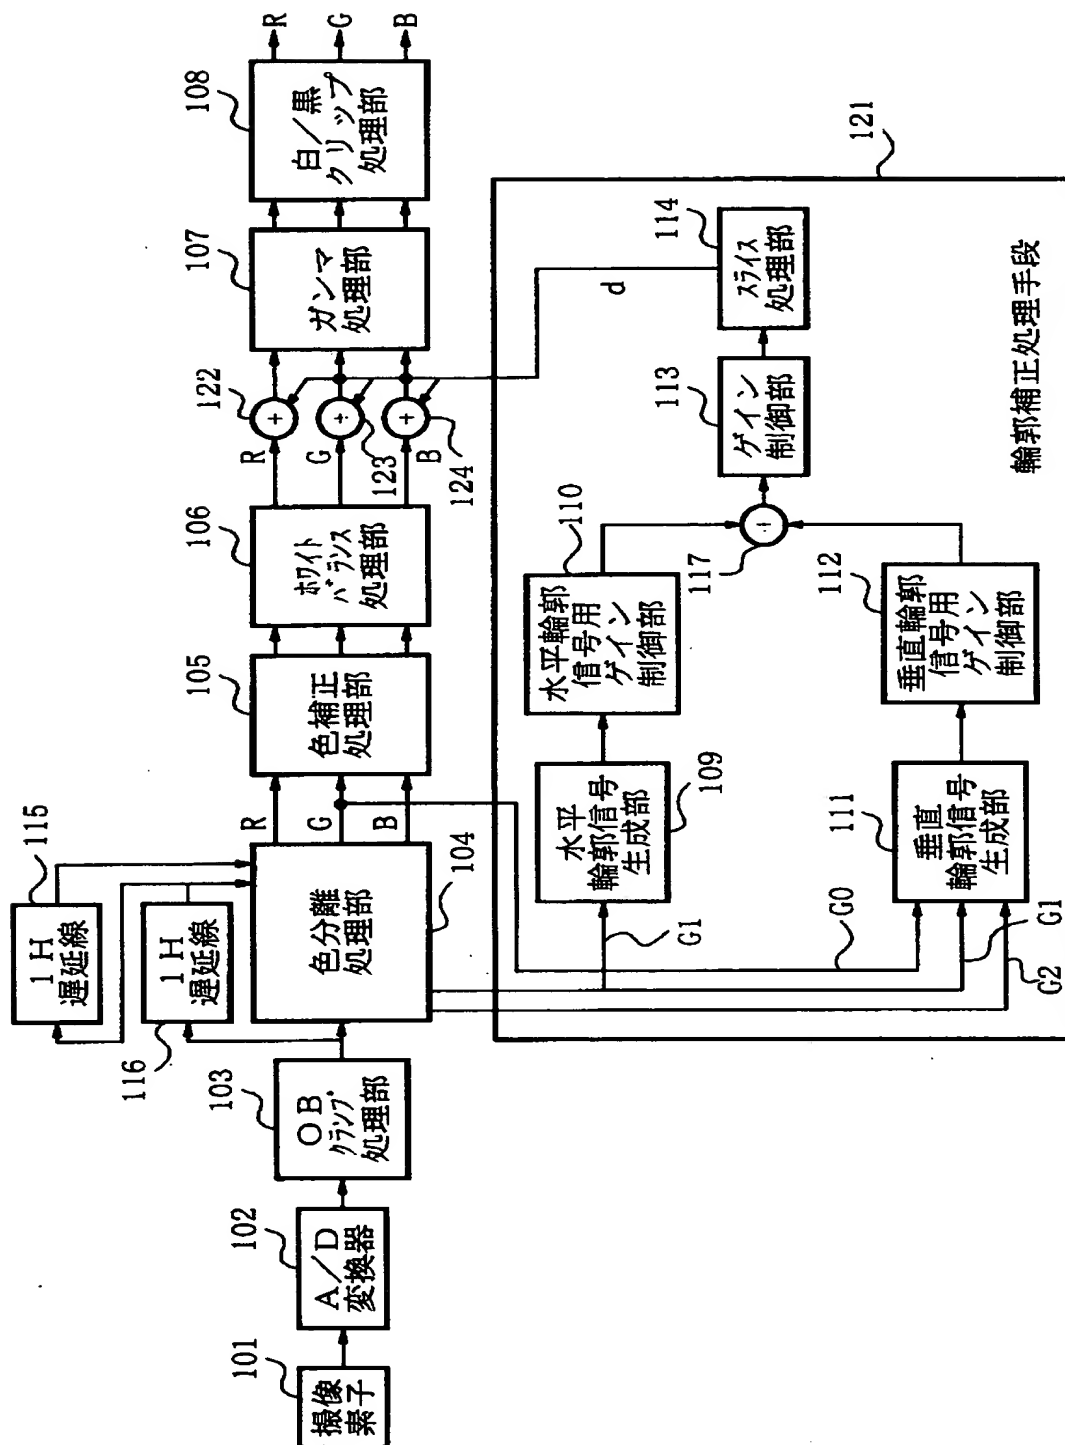 101
撮像
素子
102
A/D
変換器
103
OB
クランプ
処理部
115
1H
遅延線
116
1H
遅延線
104
色分離
処理部
R
G
B
105
色補正
処理部
106
ホワイト
バランス
処理部
R
G
B
122
+
123
+
124
+
107
ガンマ
処理部
108
白/黒
クリップ
処理部
R
G
B
121
109
水平
輪郭信号
生成部
110
水平輪郭
信号用
ゲイン
制御部
111
垂直
輪郭信号
生成部
112
垂直輪郭
信号用
ゲイン
制御部
G0
G1
G1
G2
117
+
113
ゲイン
制御部
114
スライス
処理部
d
輪郭補正処理手段